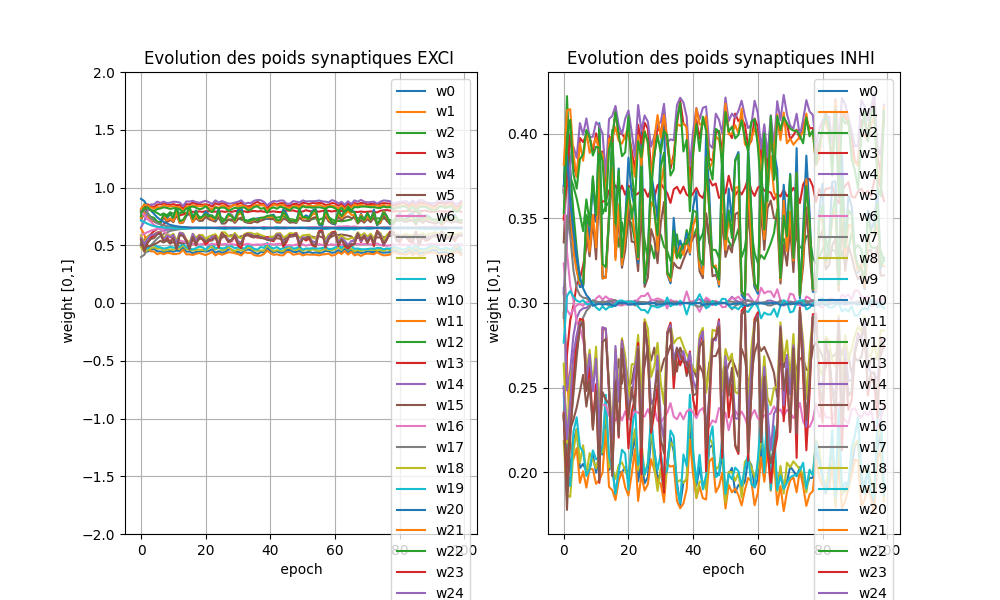 Evolution des poids synaptiques EXCI
2.0
1.5
1.0
0.5
0.0
−0.5
−1.0
−1.5
−2.0
weight [0,1]
0
20
40
60
80
100
epoch
w0
w1
w2
w3
w4
w5
w6
w7
w8
w9
w10
w11
w12
w13
w14
w15
w16
w17
w18
w19
w20
w21
w22
w23
w24
Evolution des poids synaptiques INHI
0.40
0.35
0.30
0.25
0.20
weight [0,1]
0
20
40
60
80
100
epoch
w0
w1
w2
w3
w4
w5
w6
w7
w8
w9
w10
w11
w12
w13
w14
w15
w16
w17
w18
w19
w20
w21
w22
w23
w24